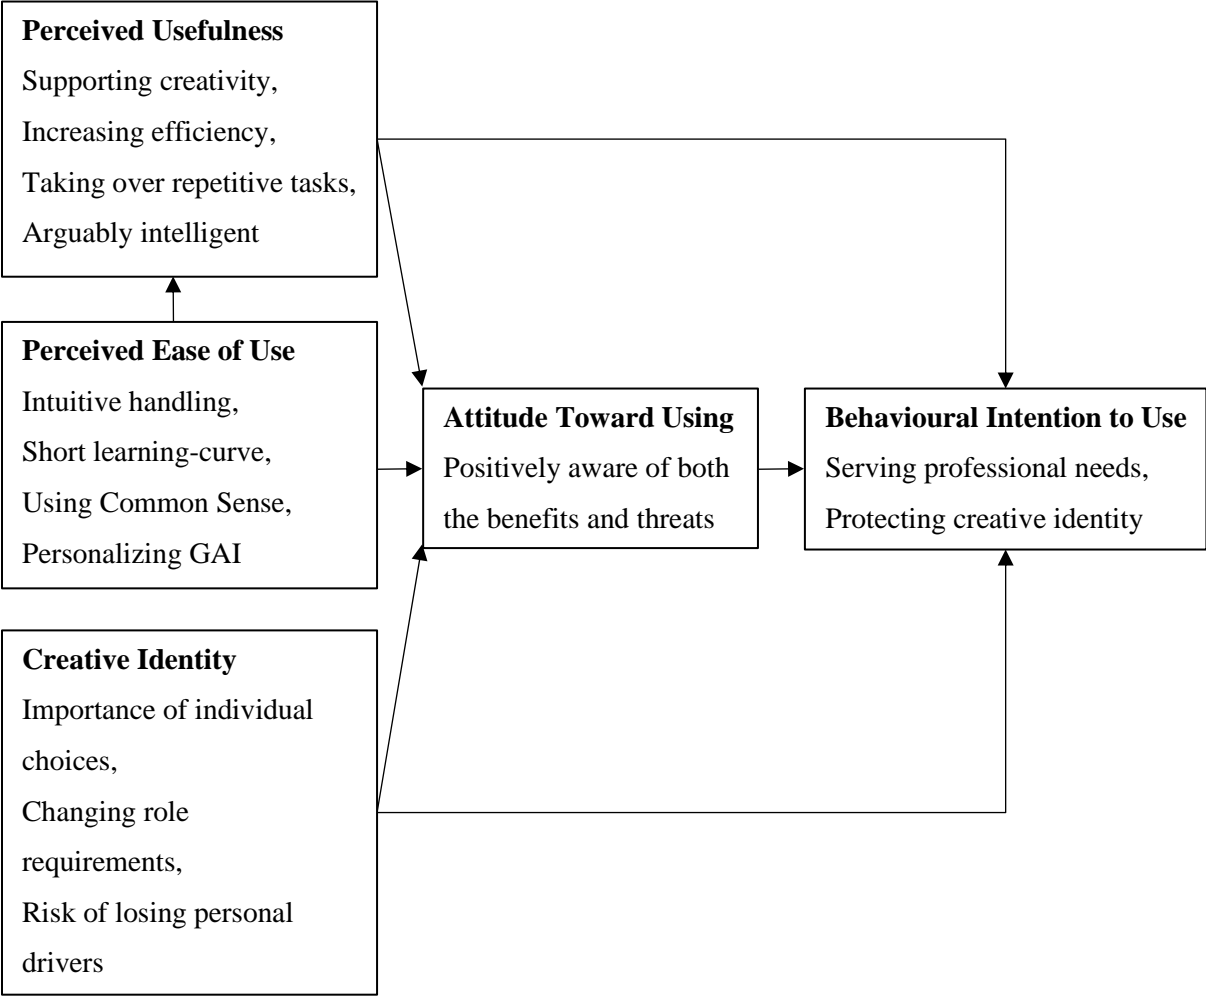 Perceived Usefulness
Supporting creativity,
Increasing efficiency,
Taking over repetitive tasks,
Arguably intelligent
Perceived Ease of Use
Intuitive handling,
Short learning-curve,
Using Common Sense,
Personalizing GAI
Creative Identity
Importance of individual
choices,
Changing role
requirements,
Risk of losing personal
drivers
Attitude Toward Using
Positively aware of both
the benefits and threats
Behavioural Intention to Use
Serving professional needs,
Protecting creative identity